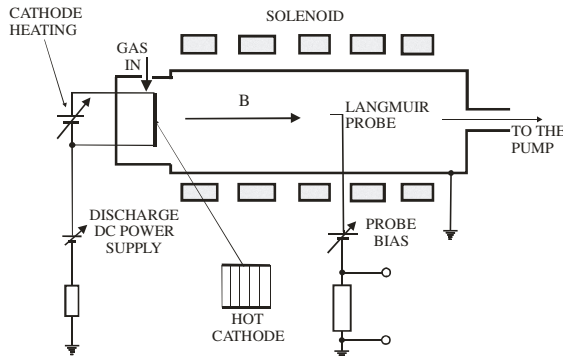 CATHODE
HEATING
SOLENOID
GAS
IN
B
LANGMUIR
PROBE
TO THE
PUMP
DISCHARGE
DC POWER
SUPPLY
PROBE
BIAS
HOT
CATHODE